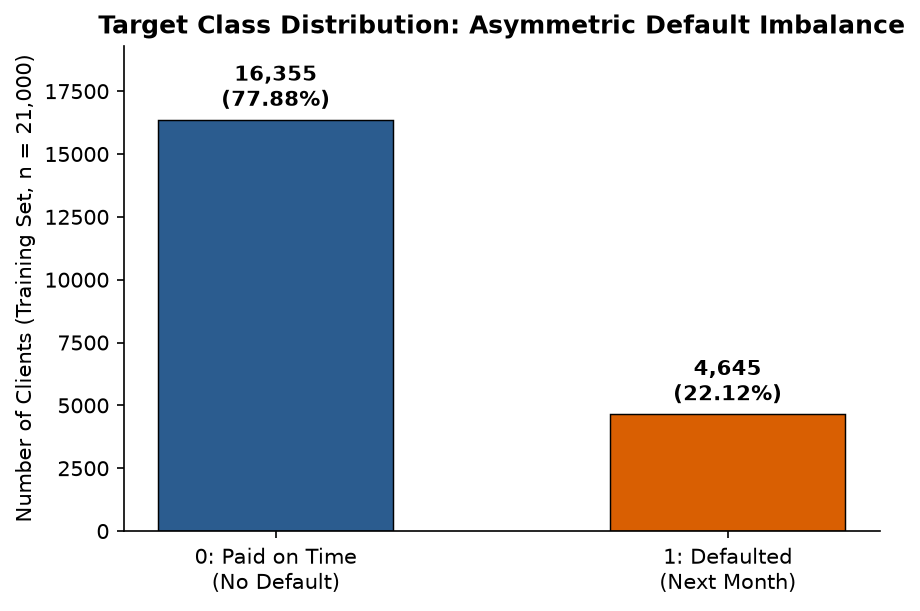 Target Class Distribution: Asymmetric Default Imbalance
Number of Clients (Training Set, n = 21,000)
17500
15000
12500
10000
7500
5000
2500
0
16,355
(77.88%)
4,645
(22.12%)
0: Paid on Time
(No Default)
1: Defaulted
(Next Month)